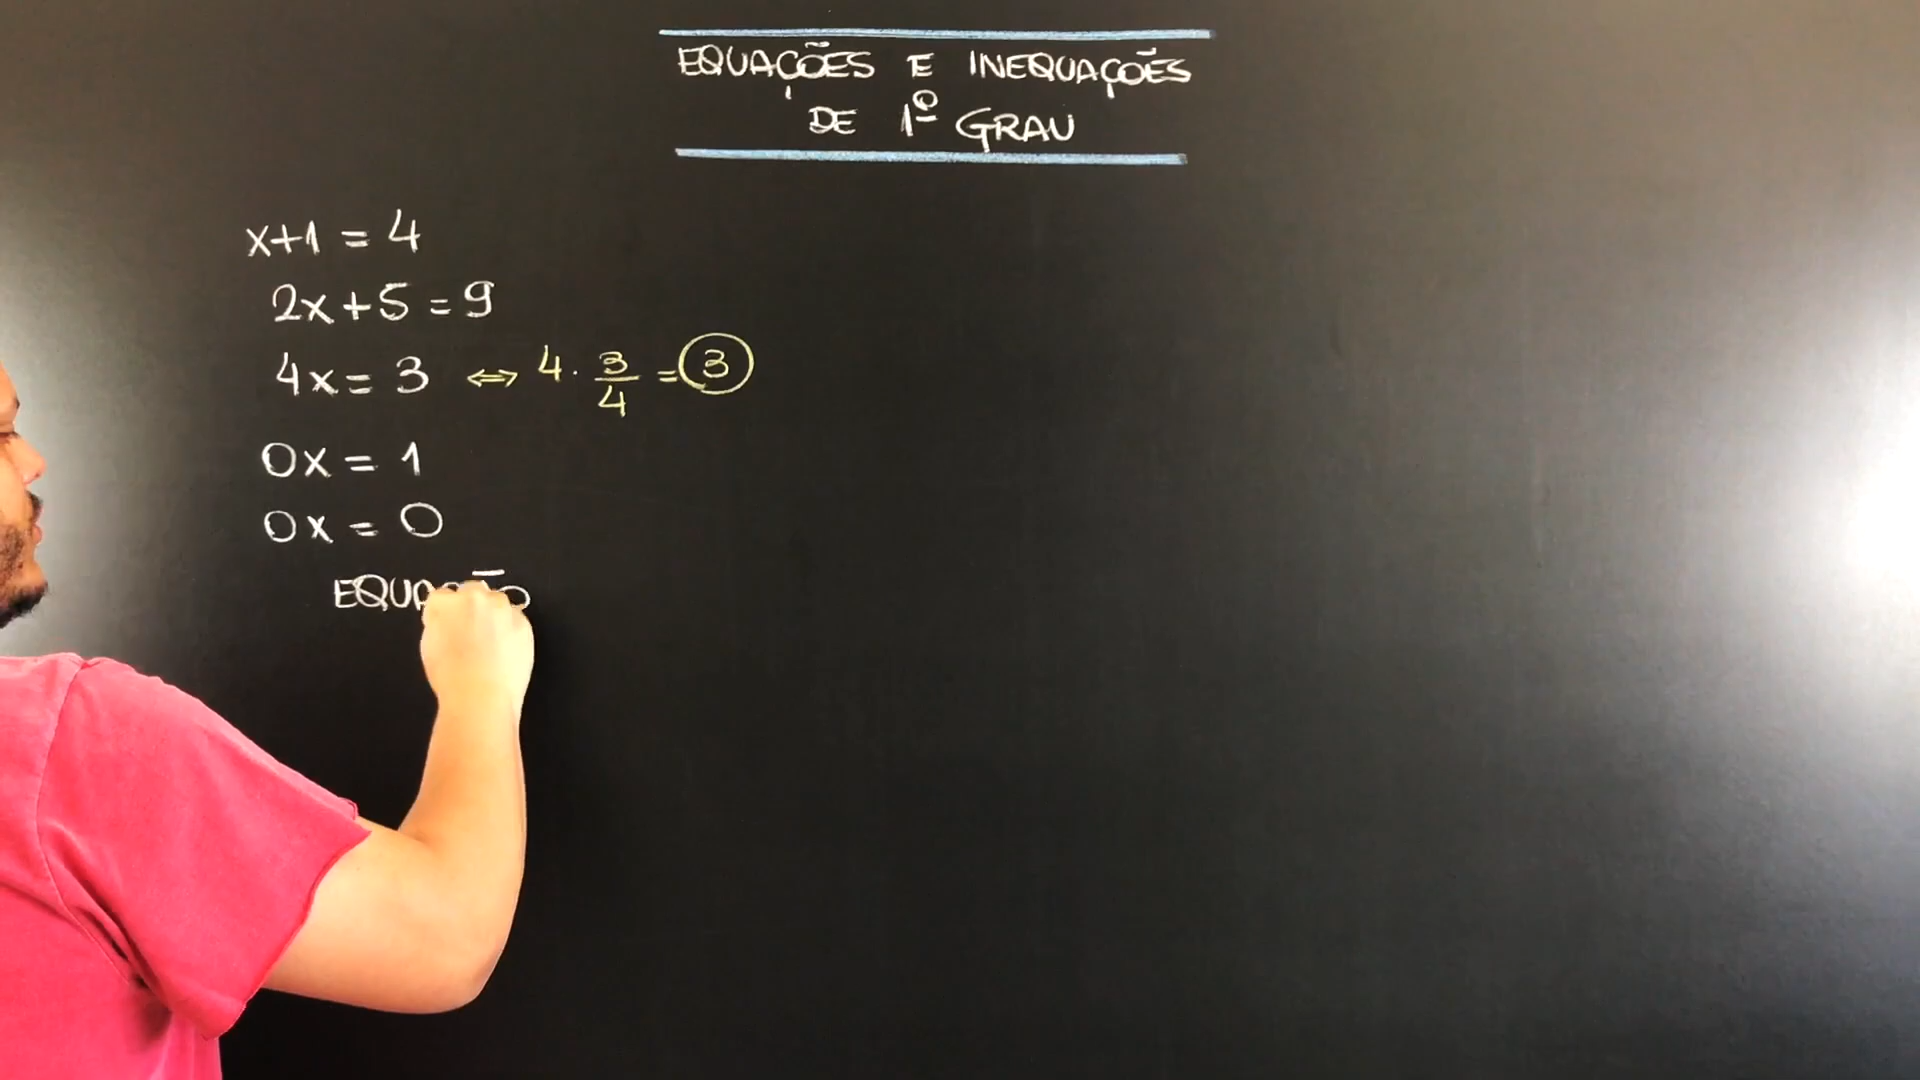 EQUAÇÕES E INEQUAÇÕES
DE 1º GRAU
x+1 = 4
2x+5 = 9
4x = 3 ⇔ 4 · 3/4 = 3
0x = 1
0x = 0